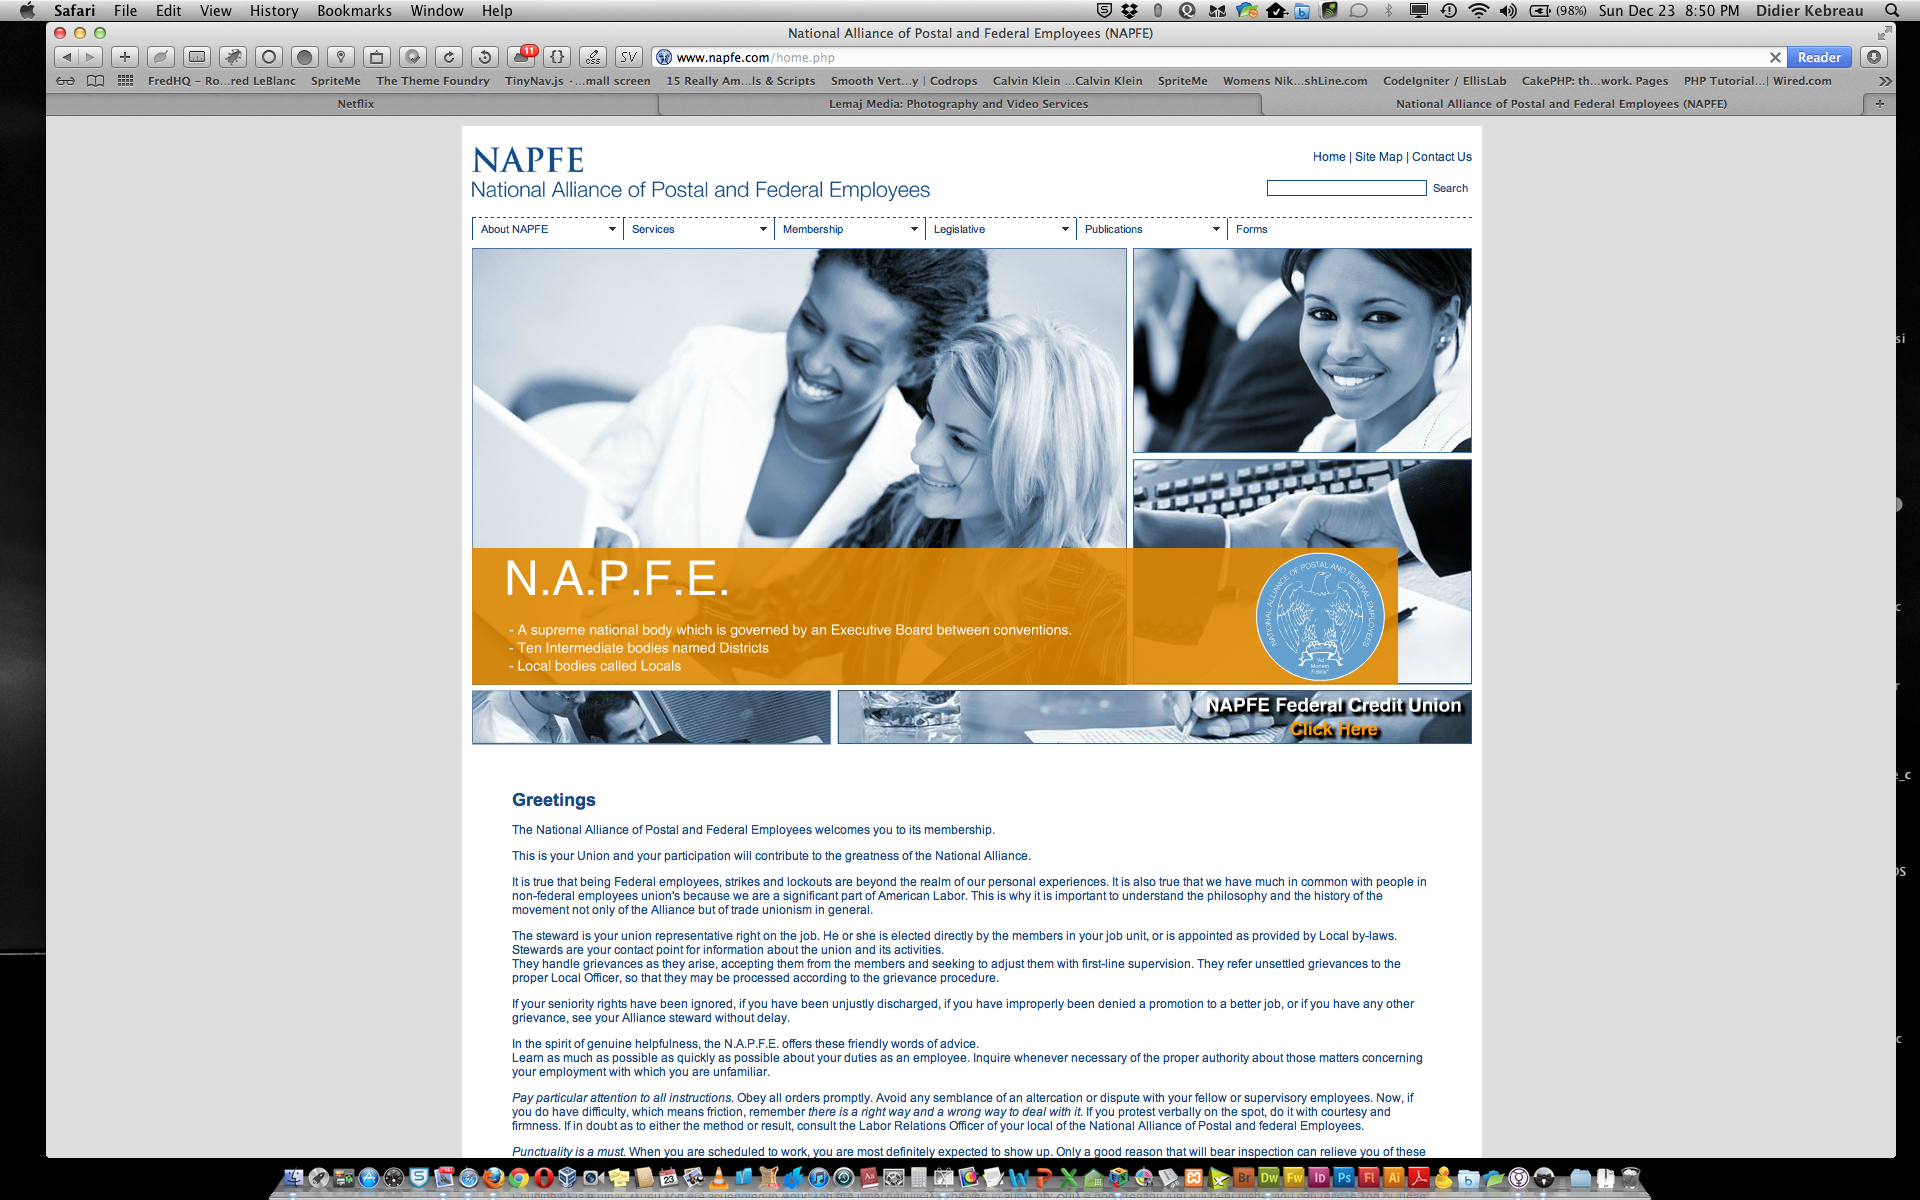 Safari File Edit View History Bookmarks Window Help (98%) Sun Dec 23 8:50 PM Didier Kebreau
National Alliance of Postal and Federal Employees (NAPFE)
11 {} css SV www.napfe.com/home.php Reader
FredHQ – Ro...red LeBlanc SpriteMe The Theme Foundry TinyNav.js · ...mall screen 15 Really Am...ls & Scripts Smooth Vert...y | Codrops Calvin Klein ...Calvin Klein SpriteMe Womens Nik...shLine.com CodeIgniter / EllisLab CakePHP: th...work. Pages PHP Tutorial...| Wired.com
Netflix Lemaj Media: Photography and Video Services National Alliance of Postal and Federal Employees (NAPFE)
NAPFE
National Alliance of Postal and Federal Employees
Home | Site Map | Contact Us
Search
About NAPFE Services Membership Legislative Publications Forms
N.A.P.F.E.
- A supreme national body which is governed by an Executive Board between conventions.
- Ten Intermediate bodies named Districts
- Local bodies called Locals
NATIONAL ALLIANCE OF POSTAL AND FEDERAL EMPLOYEES
NAPFE Federal Credit Union
Click Here
Greetings
The National Alliance of Postal and Federal Employees welcomes you to its membership.
This is your Union and your participation will contribute to the greatness of the National Alliance.
It is true that being Federal employees, strikes and lockouts are beyond the realm of our personal experiences. It is also true that we have much in common with people in
non-federal employees union's because we are a significant part of American Labor. This is why it is important to understand the philosophy and the history of the
movement not only of the Alliance but of trade unionism in general.
The steward is your union representative right on the job. He or she is elected directly by the members in your job unit, or is appointed as provided by Local by-laws.
Stewards are your contact point for information about the union and its activities.
They handle grievances as they arise, accepting them from the members and seeking to adjust them with first-line supervision. They refer unsettled grievances to the
proper Local Officer, so that they may be processed according to the grievance procedure.
If your seniority rights have been ignored, if you have been unjustly discharged, if you have improperly been denied a promotion to a better job, or if you have any other
grievance, see your Alliance steward without delay.
In the spirit of genuine helpfulness, the N.A.P.F.E. offers these friendly words of advice.
Learn as much as possible as quickly as possible about your duties as an employee. Inquire whenever necessary of the proper authority about those matters concerning
your employment with which you are unfamiliar.
Pay particular attention to all instructions. Obey all orders promptly. Avoid any semblance of an altercation or dispute with your fellow or supervisory employees. Now, if
you do have difficulty, which means friction, remember there is a right way and a wrong way to deal with it. If you protest verbally on the spot, do it with courtesy and
firmness. If in doubt as to either the method or result, consult the Labor Relations Officer of your local of the National Alliance of Postal and federal Employees.
Punctuality is a must. When you are scheduled to work, you are most definitely expected to show up. Only a good reason that will bear inspection can relieve you of these
23 Br Dw Fw Id Ps Fl Ai